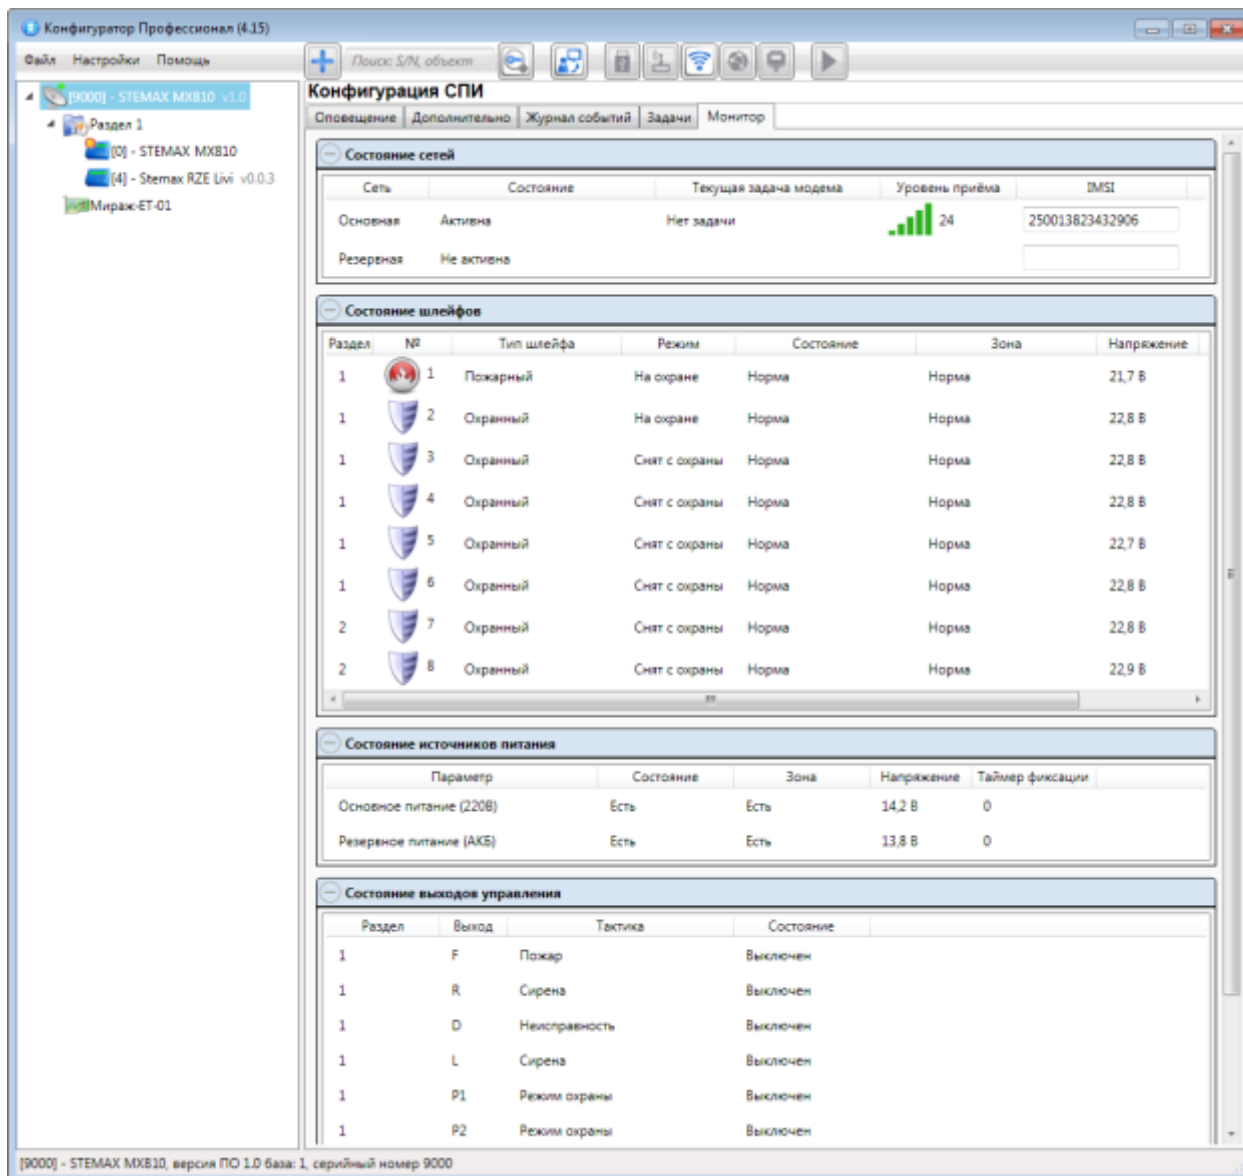 Конфигуратор Профессионал (4.15)
Файл Настройки Помощь
Поиск: S/N, объект
[9000] - STEMAX MX810 v1.0
Раздел 1
[0] - STEMAX MX810
[4] - Stemax RZE Livi v0.0.3
Мираж-ET-01
Конфигурация СПИ
Оповещение Дополнительно Журнал событий Задачи Монитор
Состояние сетей
Сеть Состояние Текущая задача модема Уровень приёма IMSI
Основная Активна Нет задачи 24 250013823432906
Резервная Не активна
Состояние шлейфов
Раздел № Тип шлейфа Режим Состояние Зона Напряжение
1 1 Пожарный На охране Норма Норма 21,7 В
1 2 Охранный На охране Норма Норма 22,8 В
1 3 Охранный Снят с охраны Норма Норма 22,8 В
1 4 Охранный Снят с охраны Норма Норма 22,8 В
1 5 Охранный Снят с охраны Норма Норма 22,7 В
1 6 Охранный Снят с охраны Норма Норма 22,8 В
2 7 Охранный Снят с охраны Норма Норма 22,8 В
2 8 Охранный Снят с охраны Норма Норма 22,9 В
Состояние источников питания
Параметр Состояние Зона Напряжение Таймер фиксации
Основное питание (220В) Есть Есть 14,2 В 0
Резервное питание (АКБ) Есть Есть 13,8 В 0
Состояние выходов управления
Раздел Выход Тактика Состояние
1 F Пожар Выключен
1 R Сирена Выключен
1 D Неисправность Выключен
1 L Сирена Выключен
1 P1 Режим охраны Выключен
1 P2 Режим охраны Выключен
[9000] - STEMAX MX810, версия ПО 1.0 база: 1, серийный номер 9000